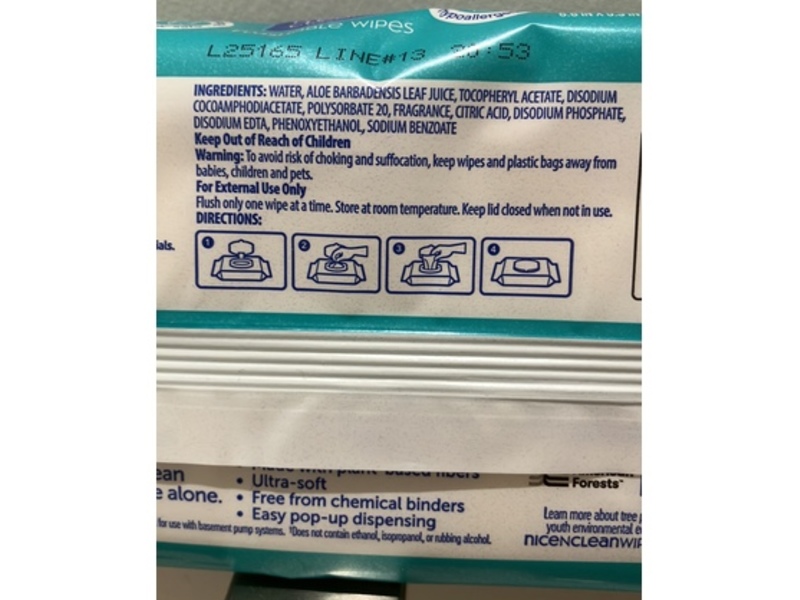 wipes
L25165 LINE#13 20:53
INGREDIENTS: WATER, ALOE BARBADENSIS LEAF JUICE, TOCOPHERYL ACETATE, DISODIUM
COCOAMPHODIACETATE, POLYSORBATE 20, FRAGRANCE, CITRIC ACID, DISODIUM PHOSPHATE,
DISODIUM EDTA, PHENOXYETHANOL, SODIUM BENZOATE
Keep Out of Reach of Children
Warning: To avoid risk of choking and suffocation, keep wipes and plastic bags away from
babies, children and pets.
For External Use Only
Flush only one wipe at a time. Store at room temperature. Keep lid closed when not in use.
DIRECTIONS:
ials.
1 2 3 4
• Made with plant-based fibers
• Ultra-soft
• Free from chemical binders
• Easy pop-up dispensing
ean
e alone.
for use with basement pump systems. †Does not contain ethanol, isopropanol, or rubbing alcohol.
Forests™
Learn more about tree
youth environmental e
NICENCLEANWIP